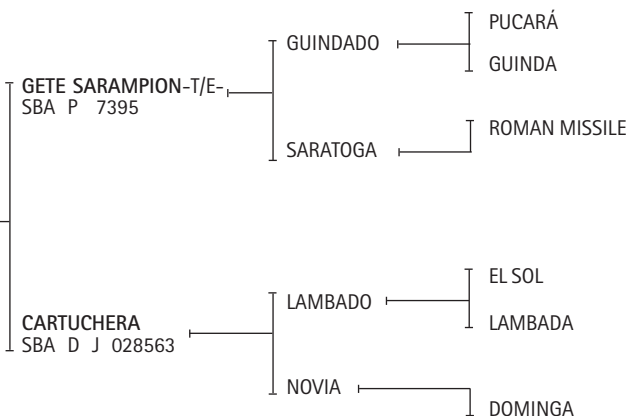 PUCARÁ
GUINDADO
GUINDA
GETE SARAMPION-T/E-
SBA P 7395
ROMAN MISSILE
SARATOGA
EL SOL
LAMBADO
LAMBADA
CARTUCHERA
SBA D J 028563
NOVIA
DOMINGA